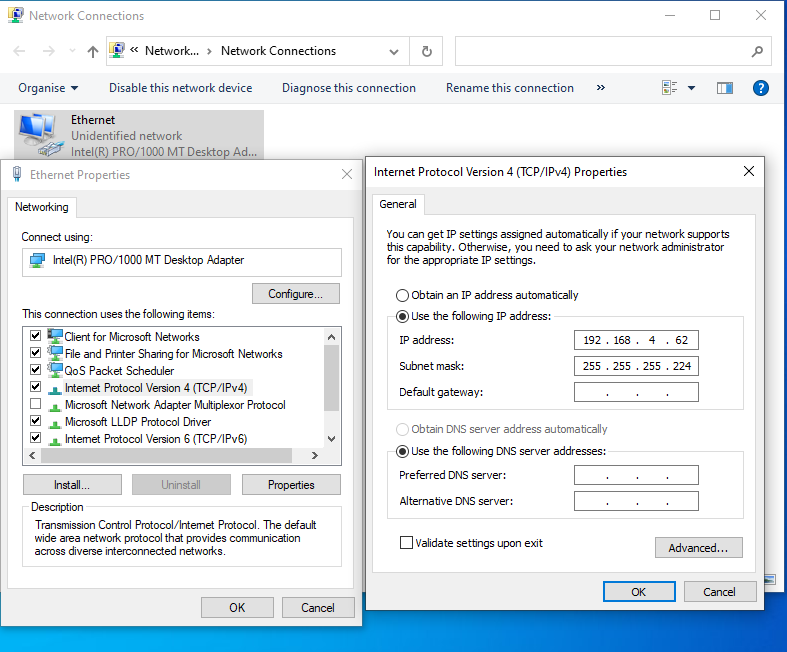 Network Connections
« Network... › Network Connections
Organise Disable this network device Diagnose this connection Rename this connection »
Ethernet
Unidentified network
Intel(R) PRO/1000 MT Desktop Ad...
Ethernet Properties
Networking
Connect using:
Intel(R) PRO/1000 MT Desktop Adapter
Configure...
This connection uses the following items:
Client for Microsoft Networks
File and Printer Sharing for Microsoft Networks
QoS Packet Scheduler
Internet Protocol Version 4 (TCP/IPv4)
Microsoft Network Adapter Multiplexor Protocol
Microsoft LLDP Protocol Driver
Internet Protocol Version 6 (TCP/IPv6)
Install... Uninstall Properties
Description
Transmission Control Protocol/Internet Protocol. The default
wide area network protocol that provides communication
across diverse interconnected networks.
OK Cancel
Internet Protocol Version 4 (TCP/IPv4) Properties
General
You can get IP settings assigned automatically if your network supports
this capability. Otherwise, you need to ask your network administrator
for the appropriate IP settings.
Obtain an IP address automatically
Use the following IP address:
IP address: 192 . 168 . 4 . 62
Subnet mask: 255 . 255 . 255 . 224
Default gateway: . . .
Obtain DNS server address automatically
Use the following DNS server addresses:
Preferred DNS server: . . .
Alternative DNS server: . . .
Validate settings upon exit
Advanced...
OK Cancel